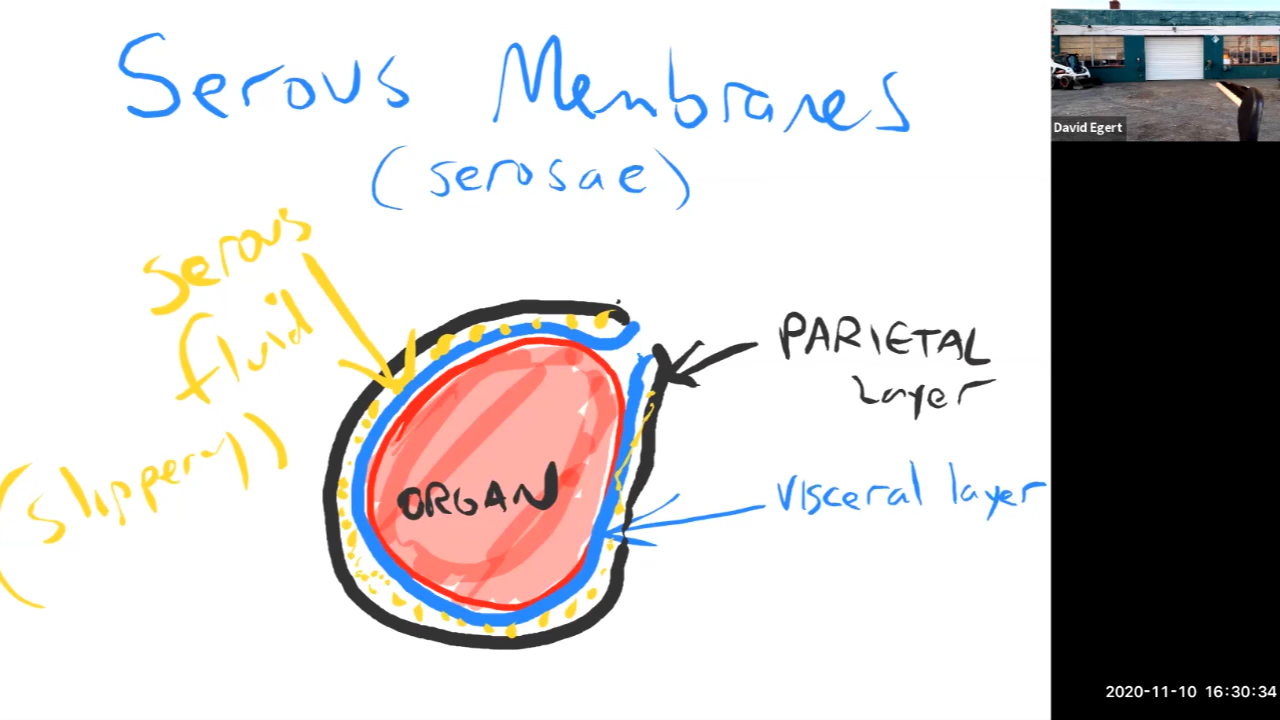 Serous Membranes
(serosae)
serous
fluid
(slippery)
PARIETAL
Layer
ORGAN
Visceral layer
David Egert
2020-11-10 16:30:34